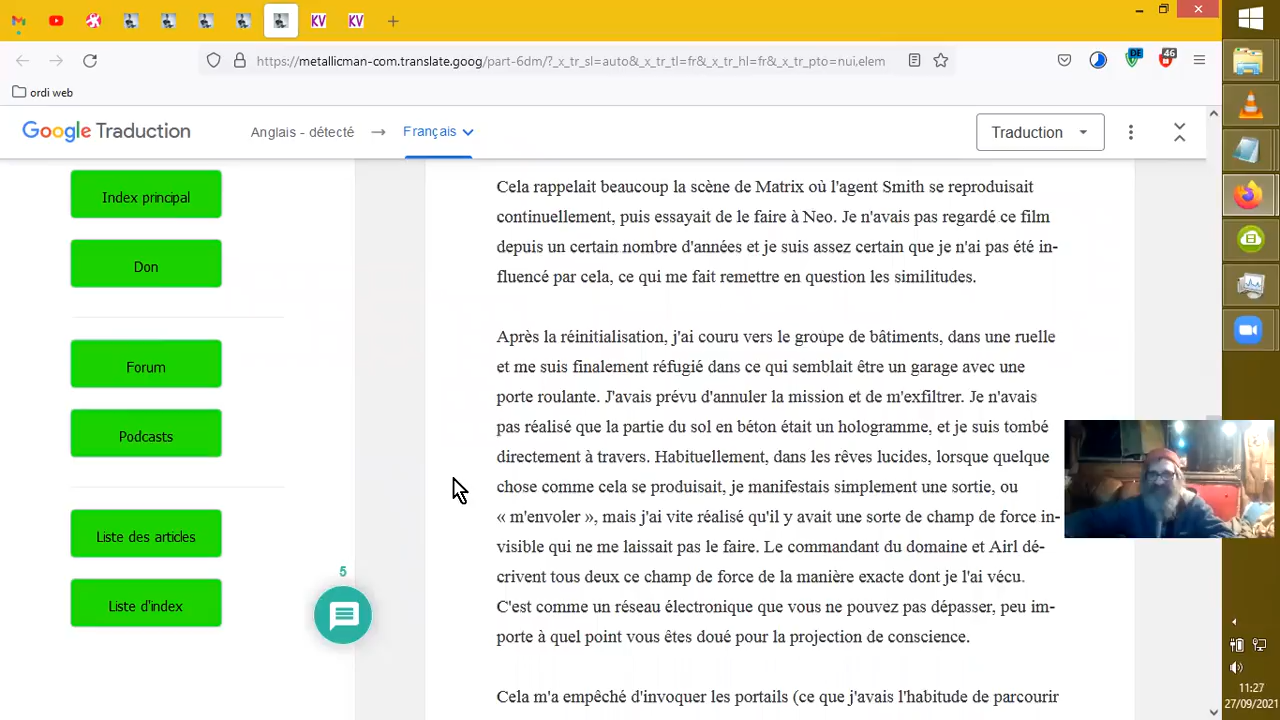 https://metallicman-com.translate.goog/part-6dm/?_x_tr_sl=auto&_x_tr_tl=fr&_x_tr_hl=fr&_x_tr_pto=nui,elem
DE
46
ordi web
Google Traduction
Anglais - détecté
Français
Traduction
Index principal
Don
Forum
Podcasts
Liste des articles
Liste d'index
5
Cela rappelait beaucoup la scène de Matrix où l'agent Smith se reproduisait
continuellement, puis essayait de le faire à Neo. Je n'avais pas regardé ce film
depuis un certain nombre d'années et je suis assez certain que je n'ai pas été in-
fluencé par cela, ce qui me fait remettre en question les similitudes.
Après la réinitialisation, j'ai couru vers le groupe de bâtiments, dans une ruelle
et me suis finalement réfugié dans ce qui semblait être un garage avec une
porte roulante. J'avais prévu d'annuler la mission et de m'exfiltrer. Je n'avais
pas réalisé que la partie du sol en béton était un hologramme, et je suis tombé
directement à travers. Habituellement, dans les rêves lucides, lorsque quelque
chose comme cela se produisait, je manifestais simplement une sortie, ou
« m'envoler », mais j'ai vite réalisé qu'il y avait une sorte de champ de force in-
visible qui ne me laissait pas le faire. Le commandant du domaine et Airl dé-
crivent tous deux ce champ de force de la manière exacte dont je l'ai vécu.
C'est comme un réseau électronique que vous ne pouvez pas dépasser, peu im-
porte à quel point vous êtes doué pour la projection de conscience.
Cela m'a empêché d'invoquer les portails (ce que j'avais l'habitude de parcourir
KV
KV
11:27
27/09/2021